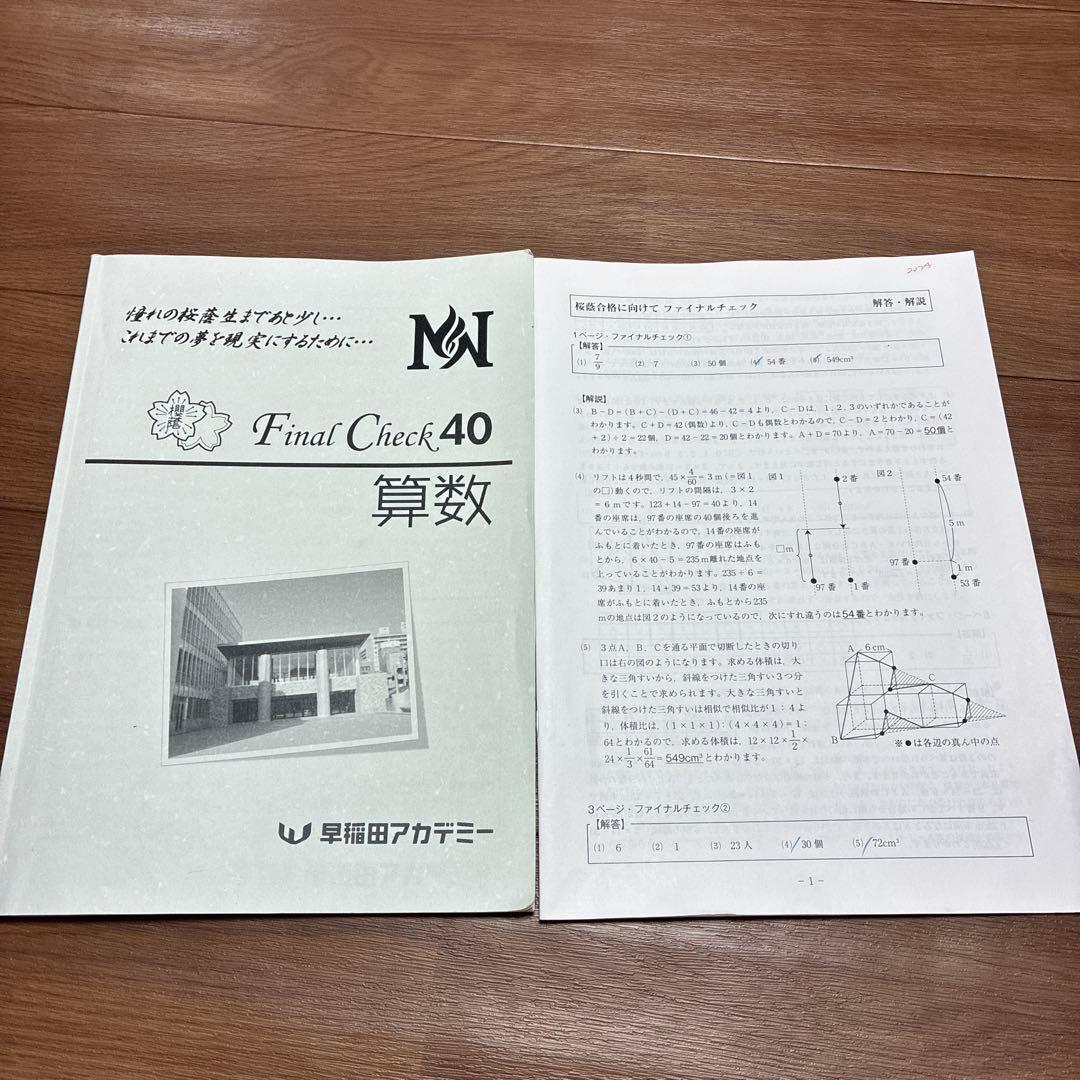 憧れの桜蔭生まであと少し…
これまでの夢を現実にするために…
NN
櫻蔭
Final Check 40
算数
早稲田アカデミー
桜蔭合格に向けて ファイナルチェック 解答・解説
1ページ・ファイナルチェック①
【解答】
(1) 7/9 (2) 7 (3) 50個 (4) 54番 (5) 549cm³
【解説】
(3) B－D＝(B＋C)－(D＋C)＝46－42＝4より、C－Dは、1、2、3のいずれかであることが
わかります。C＋D＝42(偶数)より、C－Dも偶数とわかるので、C－D＝2とわかり、C＝(42
＋2)÷2＝22個、D＝42－22＝20個とわかります。A＋D＝70より、A＝70－20＝50個と
わかります。
(4) リフトは4秒間で、45×4/60＝3m(＝図1
の□)動くので、リフトの間隔は、3×2
＝6mです。123＋14－97＝40より、14
番の座席は、97番の座席の40個後ろを進
んでいることがわかるので、14番の座席が
ふもとに着いたとき、97番の座席はふも
とから、6×40－5＝235m離れた地点を
上っていることがわかります。235÷6＝
39あまり1、14＋39＝53より、14番の座
席がふもとに着いたとき、ふもとから235
mの地点は図2のようになっているので、次にすれ違うのは54番とわかります。
図1
2番
□m
97番
1番
図2
54番
5m
97番
1m
53番
(5) 3点A、B、Cを通る平面で切断したときの切り
口は右の図のようになります。求める体積は、大
きな三角すいから、斜線をつけた三角すい3つ分
を引くことで求められます。大きな三角すいと
斜線をつけた三角すいは相似で相似比が1：4よ
り、体積比は、(1×1×1)：(4×4×4)＝1：
64とわかるので、求める体積は、12×12×1/2×
24×1/3×61/64＝549cm³とわかります。
A
6cm
C
B
※●は各辺の真ん中の点
3ページ・ファイナルチェック②
【解答】
(1) 6 (2) 1 (3) 23人 (4) 30個 (5) 72cm³
－1－